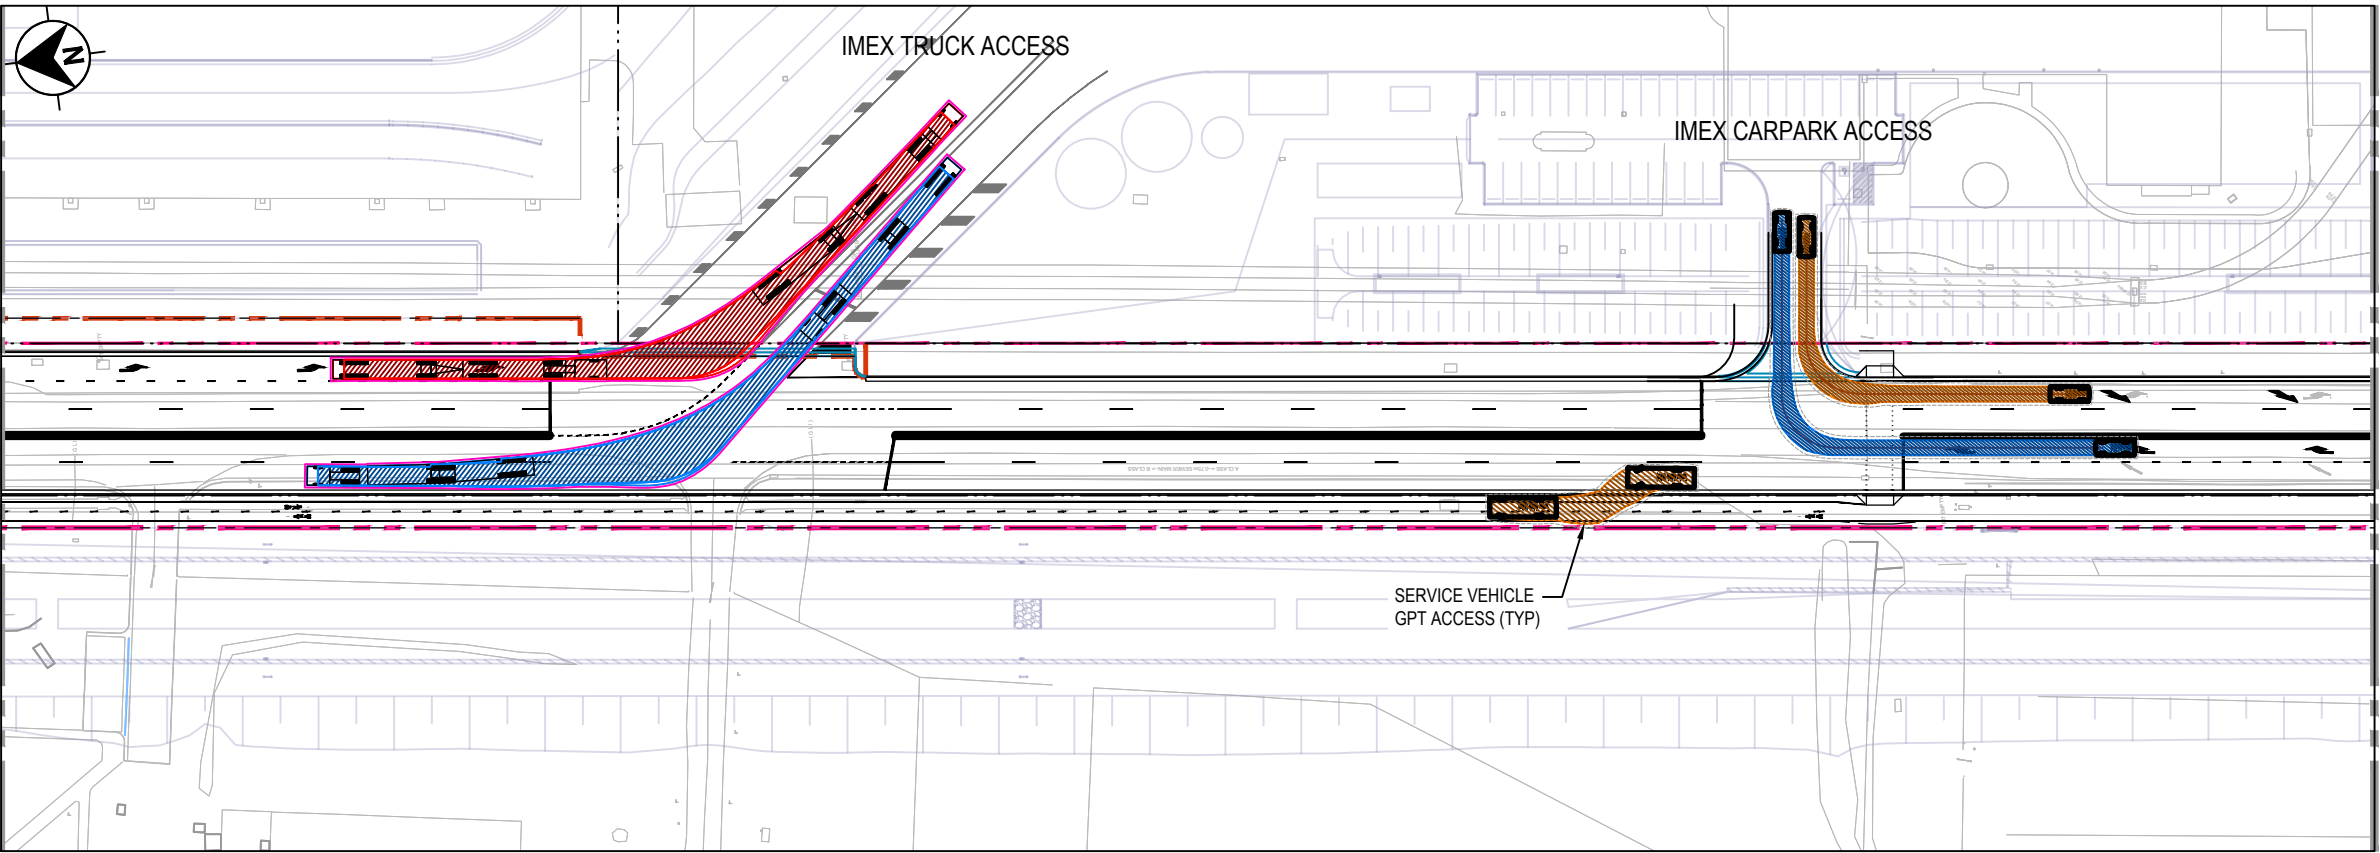 N
IMEX TRUCK ACCESS
IMEX CARPARK ACCESS
SERVICE VEHICLE
GPT ACCESS (TYP)